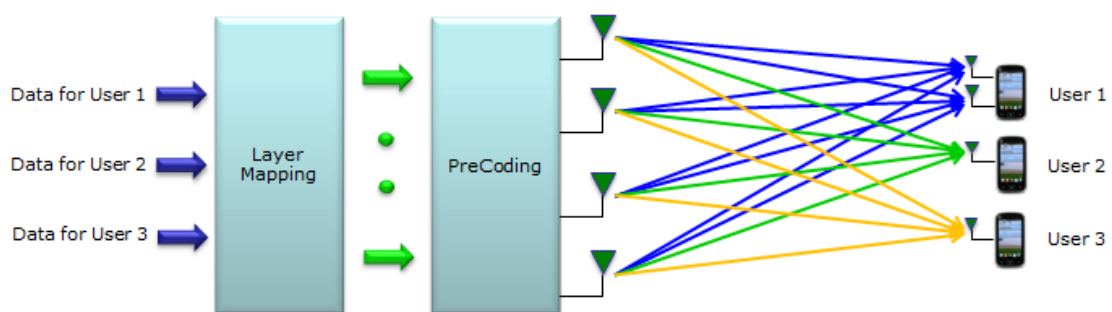 Data for User 1
Data for User 2
Data for User 3
Layer
Mapping
PreCoding
User 1
User 2
User 3